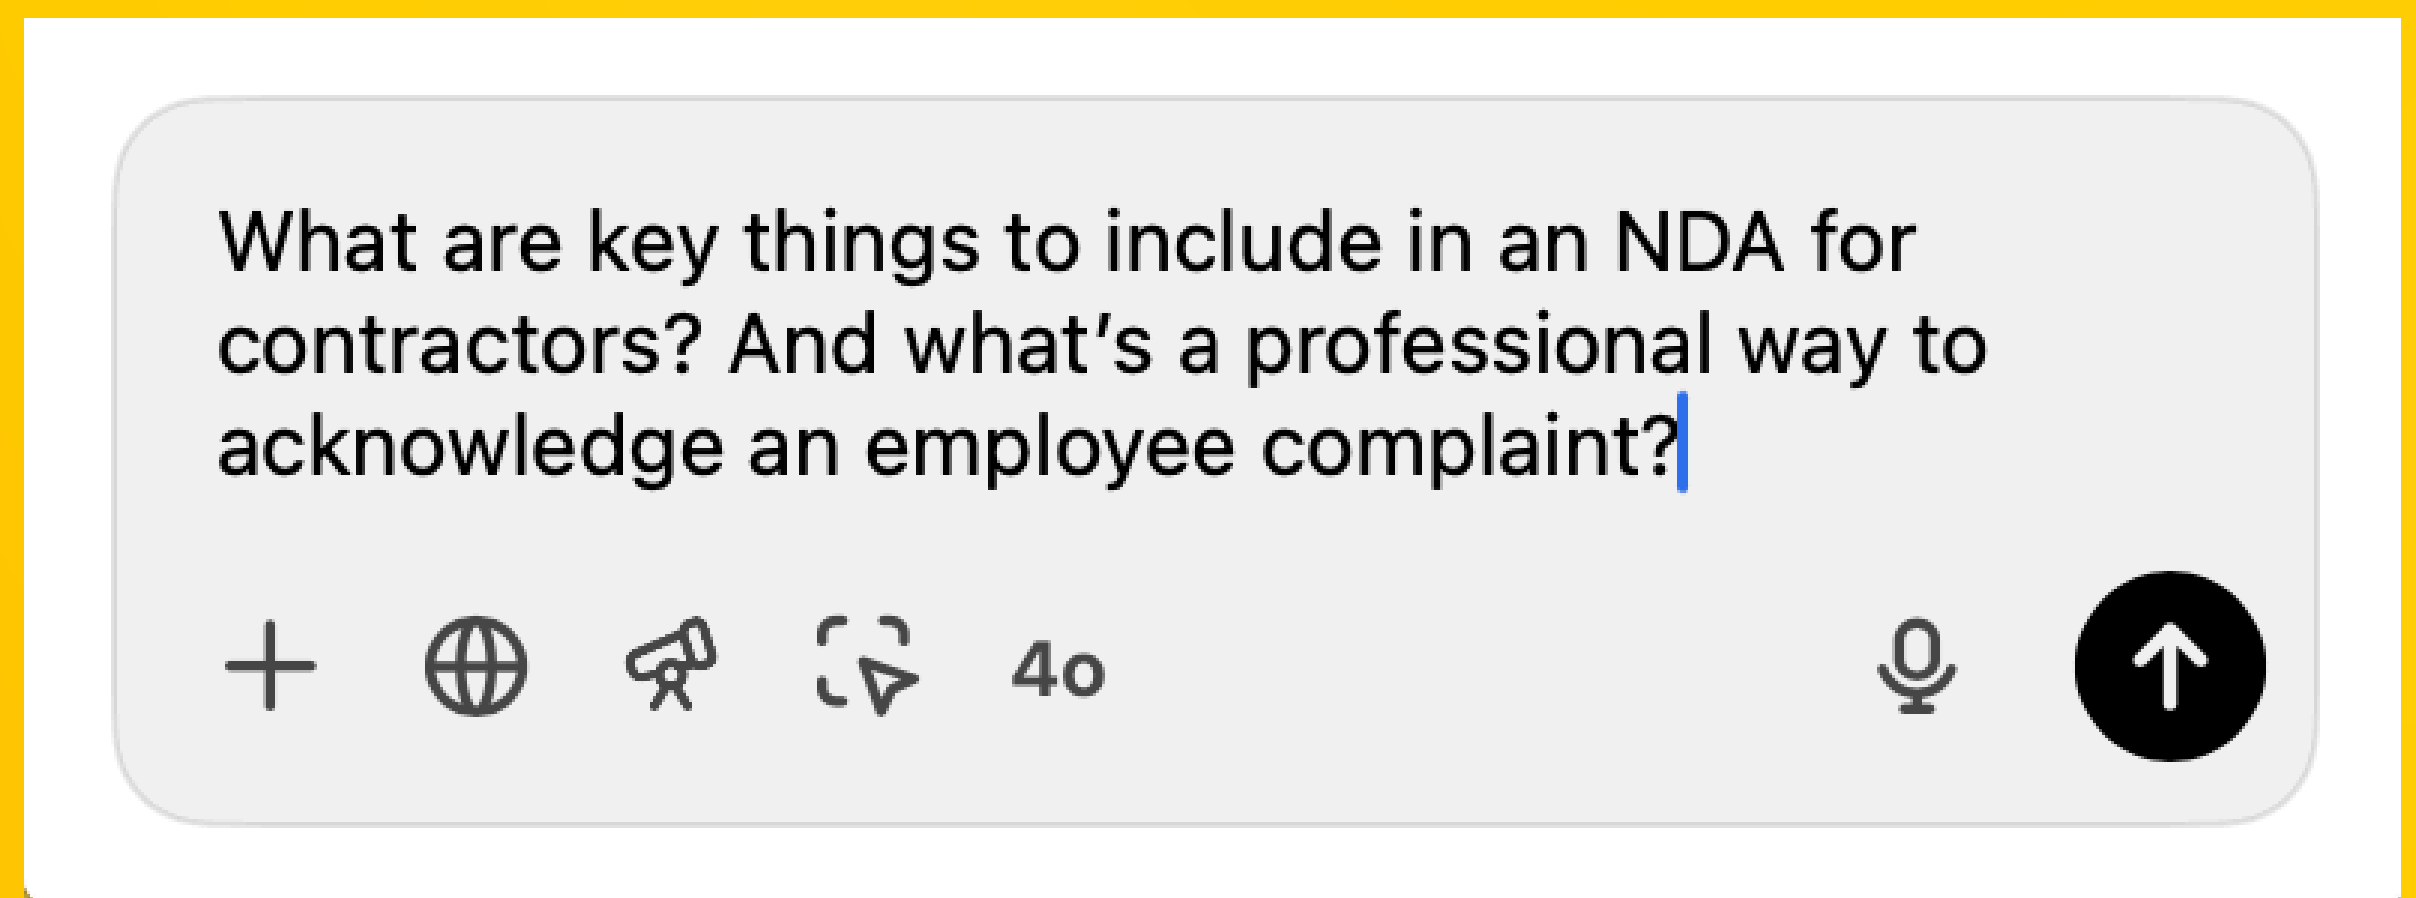 What are key things to include in an NDA for
contractors? And what’s a professional way to
acknowledge an employee complaint?
4o